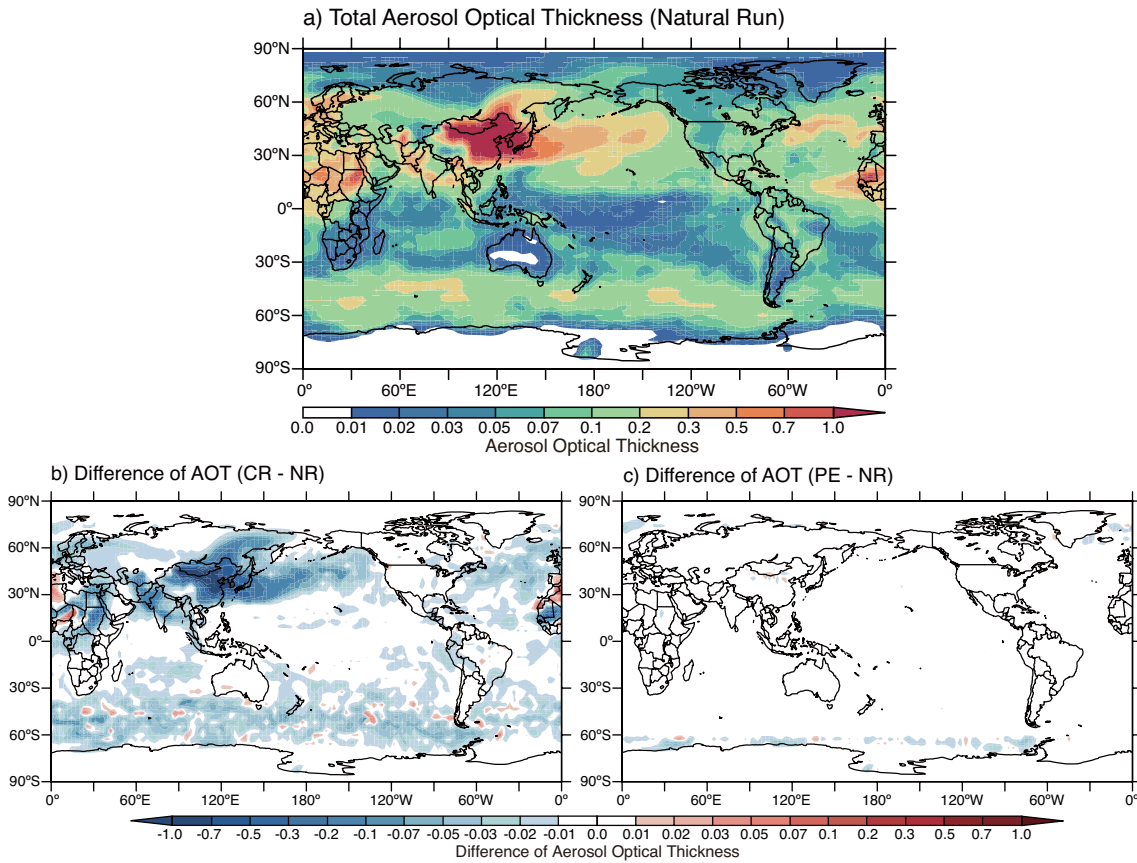 a) Total Aerosol Optical Thickness (Natural Run)
90ºN
60ºN
30ºN
0º
30ºS
60ºS
90ºS
0º 60ºE 120ºE 180º 120ºW 60ºW 0º
0.0 0.01 0.02 0.03 0.05 0.07 0.1 0.2 0.3 0.5 0.7 1.0
Aerosol Optical Thickness
b) Difference of AOT (CR - NR)
90ºN
60ºN
30ºN
0º
30ºS
60ºS
90ºS
0º 60ºE 120ºE 180º 120ºW 60ºW 0º
c) Difference of AOT (PE - NR)
90ºN
60ºN
30ºN
0º
30ºS
60ºS
90ºS
0º 60ºE 120ºE 180º 120ºW 60ºW 0º
-1.0 -0.7 -0.5 -0.3 -0.2 -0.1 -0.07 -0.05 -0.03 -0.02 -0.01 0.0 0.01 0.02 0.03 0.05 0.07 0.1 0.2 0.3 0.5 0.7 1.0
Difference of Aerosol Optical Thickness